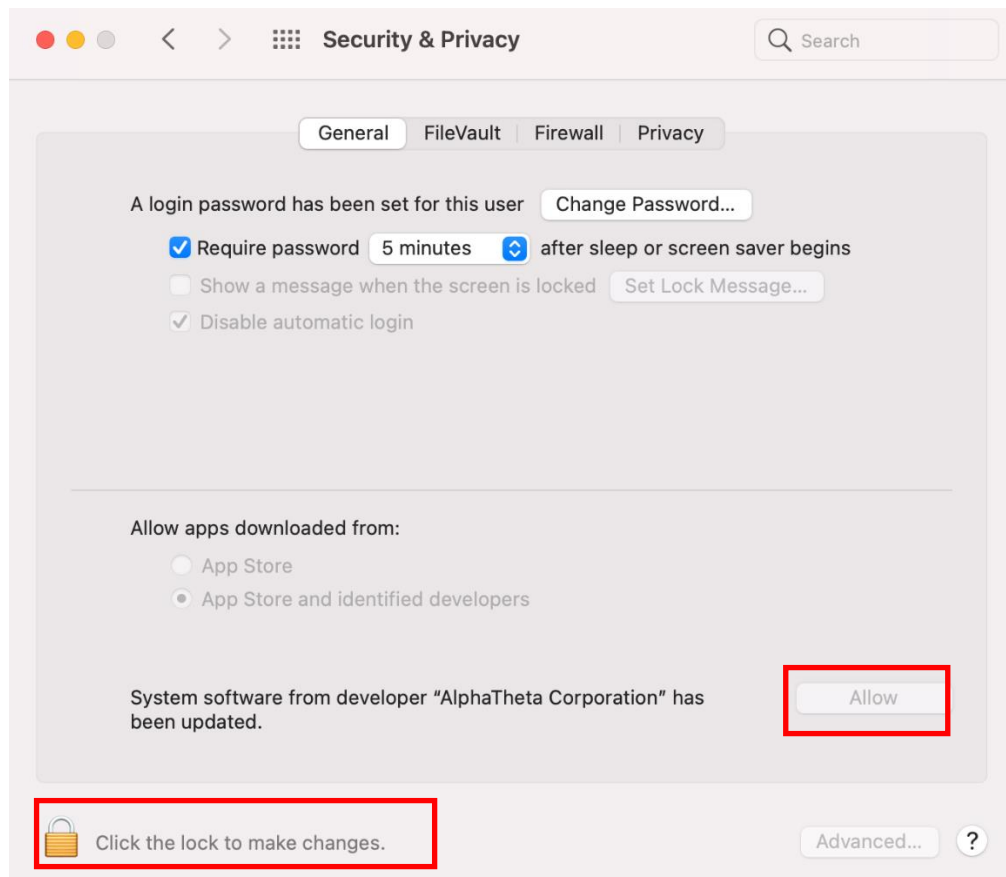 Security & Privacy
Search
General FileVault Firewall Privacy
A login password has been set for this user Change Password...
Require password 5 minutes after sleep or screen saver begins
Show a message when the screen is locked Set Lock Message...
Disable automatic login
Allow apps downloaded from:
App Store
App Store and identified developers
System software from developer “AlphaTheta Corporation” has
been updated.
Allow
Click the lock to make changes.
Advanced... ?